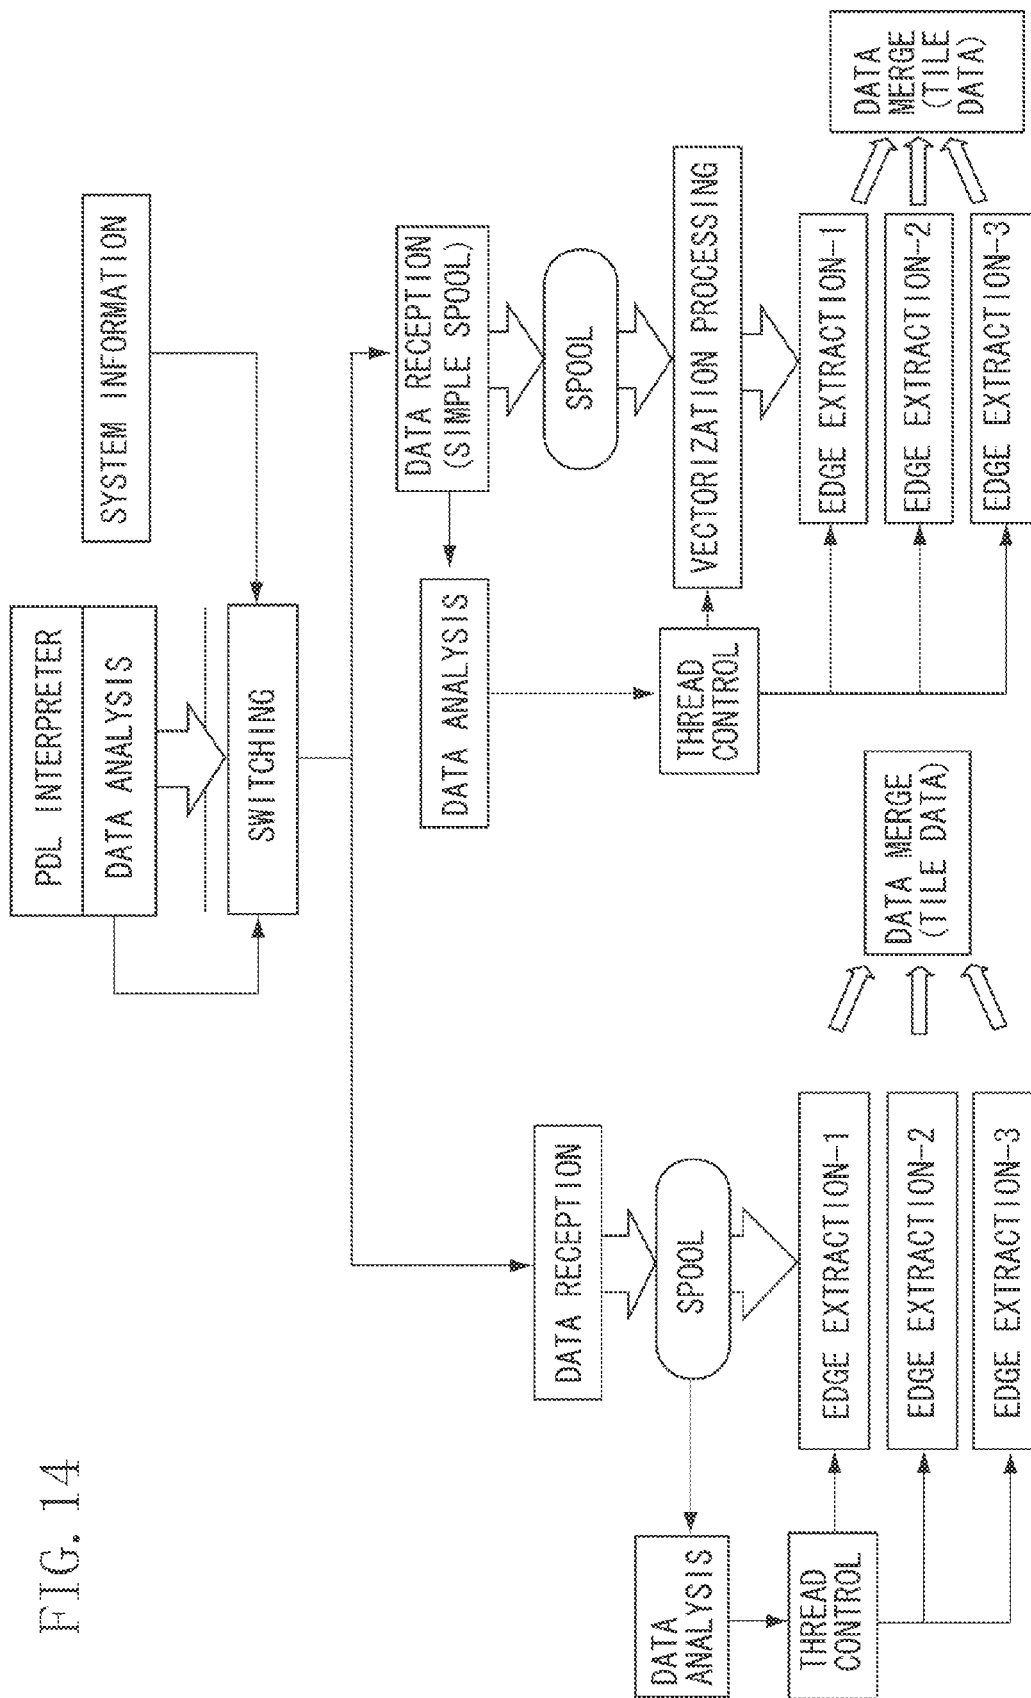 FIG. 14
PDL INTERPRETER
DATA ANALYSIS
SYSTEM INFORMATION
SWITCHING
DATA RECEPTION
SPOOL
DATA
ANALYSIS
THREAD
CONTROL
EDGE EXTRACTION-1
EDGE EXTRACTION-2
EDGE EXTRACTION-3
DATA MERGE
(TILE DATA)
DATA RECEPTION
(SIMPLE SPOOL)
DATA ANALYSIS
SPOOL
THREAD
CONTROL
VECTORIZATION PROCESSING
EDGE EXTRACTION-1
EDGE EXTRACTION-2
EDGE EXTRACTION-3
DATA
MERGE
(TILE
DATA)